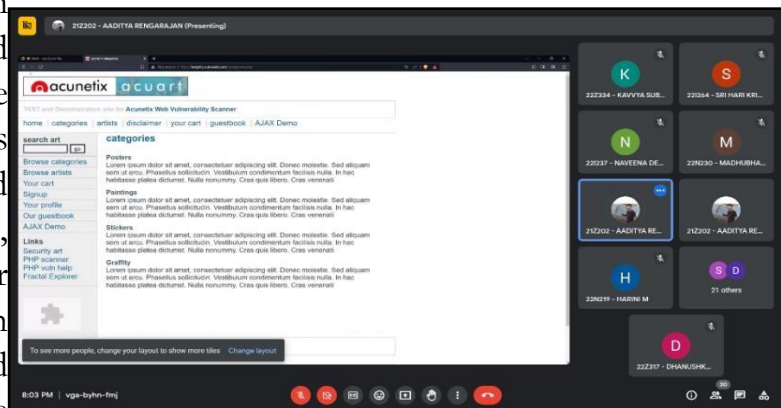 21Z202 - AADITYA RENGARAJAN (Presenting)
acunetix acuart
TEST and Demonstration site for Acunetix Web Vulnerability Scanner
home categories artists disclaimer your cart guestbook AJAX Demo
search art
go
Browse categories
Browse artists
Your cart
Signup
Your profile
Our guestbook
AJAX Demo
Links
Security art
PHP scanner
PHP vuln help
Fractal Explorer
categories
Posters
Lorem ipsum dolor sit amet, consectetuer adipiscing elit. Donec molestie. Sed aliquam
sem ut arcu. Phasellus sollicitudin. Vestibulum condimentum facilisis nulla. In hac
habitasse platea dictumst. Nulla nonummy. Cras quis libero. Cras venenati
Paintings
Lorem ipsum dolor sit amet, consectetuer adipiscing elit. Donec molestie. Sed aliquam
sem ut arcu. Phasellus sollicitudin. Vestibulum condimentum facilisis nulla. In hac
habitasse platea dictumst. Nulla nonummy. Cras quis libero. Cras venenati
Stickers
Lorem ipsum dolor sit amet, consectetuer adipiscing elit. Donec molestie. Sed aliquam
sem ut arcu. Phasellus sollicitudin. Vestibulum condimentum facilisis nulla. In hac
habitasse platea dictumst. Nulla nonummy. Cras quis libero. Cras venenati
Graffity
Lorem ipsum dolor sit amet, consectetuer adipiscing elit. Donec molestie. Sed aliquam
sem ut arcu. Phasellus sollicitudin. Vestibulum condimentum facilisis nulla. In hac
habitasse platea dictumst. Nulla nonummy. Cras quis libero. Cras venenati
To see more people, change your layout to show more tiles Change layout
K
22Z334 - KAVVYA SUB...
S
SRI HARI KRI...
N
NAVEENA DE...
M
22N230 - MADHUBHA...
21Z202 - AADITYA RE...
21Z202 - AADITYA RE...
H
22N219 - HARINI M
S D
21 others
D
22Z317 - DHANUSHK...
8:03 PM | vga-byhn-fmj
30